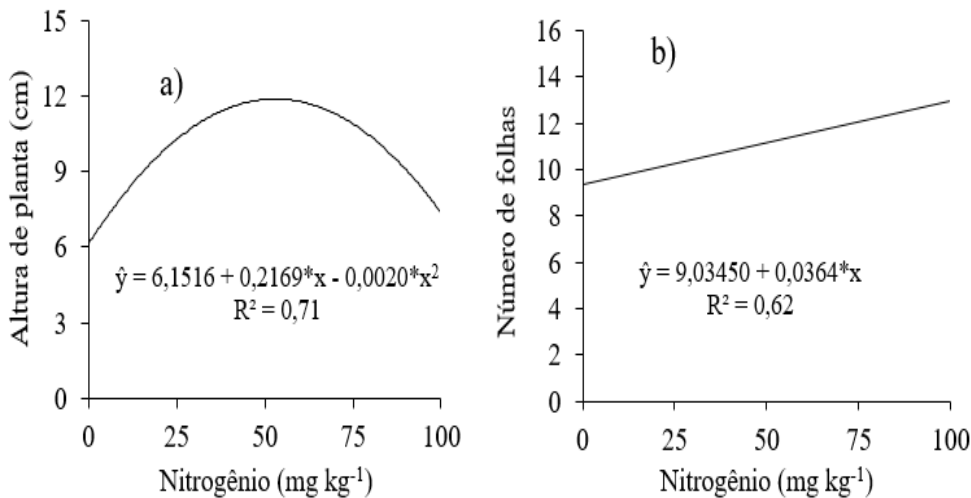 a)
Altura de planta (cm)
15
12
9
6
3
0
ŷ = 6,1516 + 0,2169*x - 0,0020*x²
R² = 0,71
0 25 50 75 100
Nitrogênio (mg kg⁻¹)
b)
Número de folhas
16
14
12
10
8
6
4
2
0
ŷ = 9,03450 + 0,0364*x
R² = 0,62
0 25 50 75 100
Nitrogênio (mg kg⁻¹)